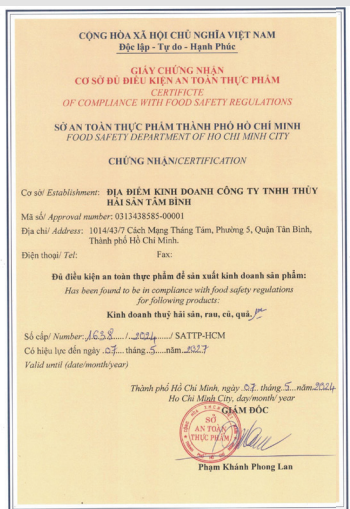 CỘNG HÒA XÃ HỘI CHỦ NGHĨA VIỆT NAM
Độc lập - Tự do - Hạnh Phúc
GIẤY CHỨNG NHẬN
CƠ SỞ ĐỦ ĐIỀU KIỆN AN TOÀN THỰC PHẨM
CERTIFICTE
OF COMPLIANCE WITH FOOD SAFETY REGULATIONS
SỞ AN TOÀN THỰC PHẨM THÀNH PHỐ HỒ CHÍ MINH
FOOD SAFETY DEPARTMENT OF HO CHI MINH CITY
CHỨNG NHẬN/CERTIFICATION
Cơ sở/ Establishment: ĐỊA ĐIỂM KINH DOANH CÔNG TY TNHH THỦY
HẢI SẢN TÂM BÌNH
Mã số/ Approval number: 0313438585-00001
Địa chỉ/ Address: 1014/43/7 Cách Mạng Tháng Tám, Phường 5, Quận Tân Bình,
Thành phố Hồ Chí Minh.
Điện thoại/ Tel: Fax:
Đủ điều kiện an toàn thực phẩm để sản xuất kinh doanh sản phẩm:
Has been found to be in compliance with food safety regulations
for following products:
Kinh doanh thuỷ hải sản, rau, củ, quả.
Số cấp/ Number: 1638 / 2024 / SATTP-HCM
Có hiệu lực đến ngày 07 tháng 5 năm 2027
Valid until (date/month/year)
Thành phố Hồ Chí Minh, ngày 07 tháng 5 năm 2024
Ho Chi Minh City, day/month/ year
GIÁM ĐỐC
SỞ
AN TOÀN
THỰC PHẨM
Phạm Khánh Phong Lan